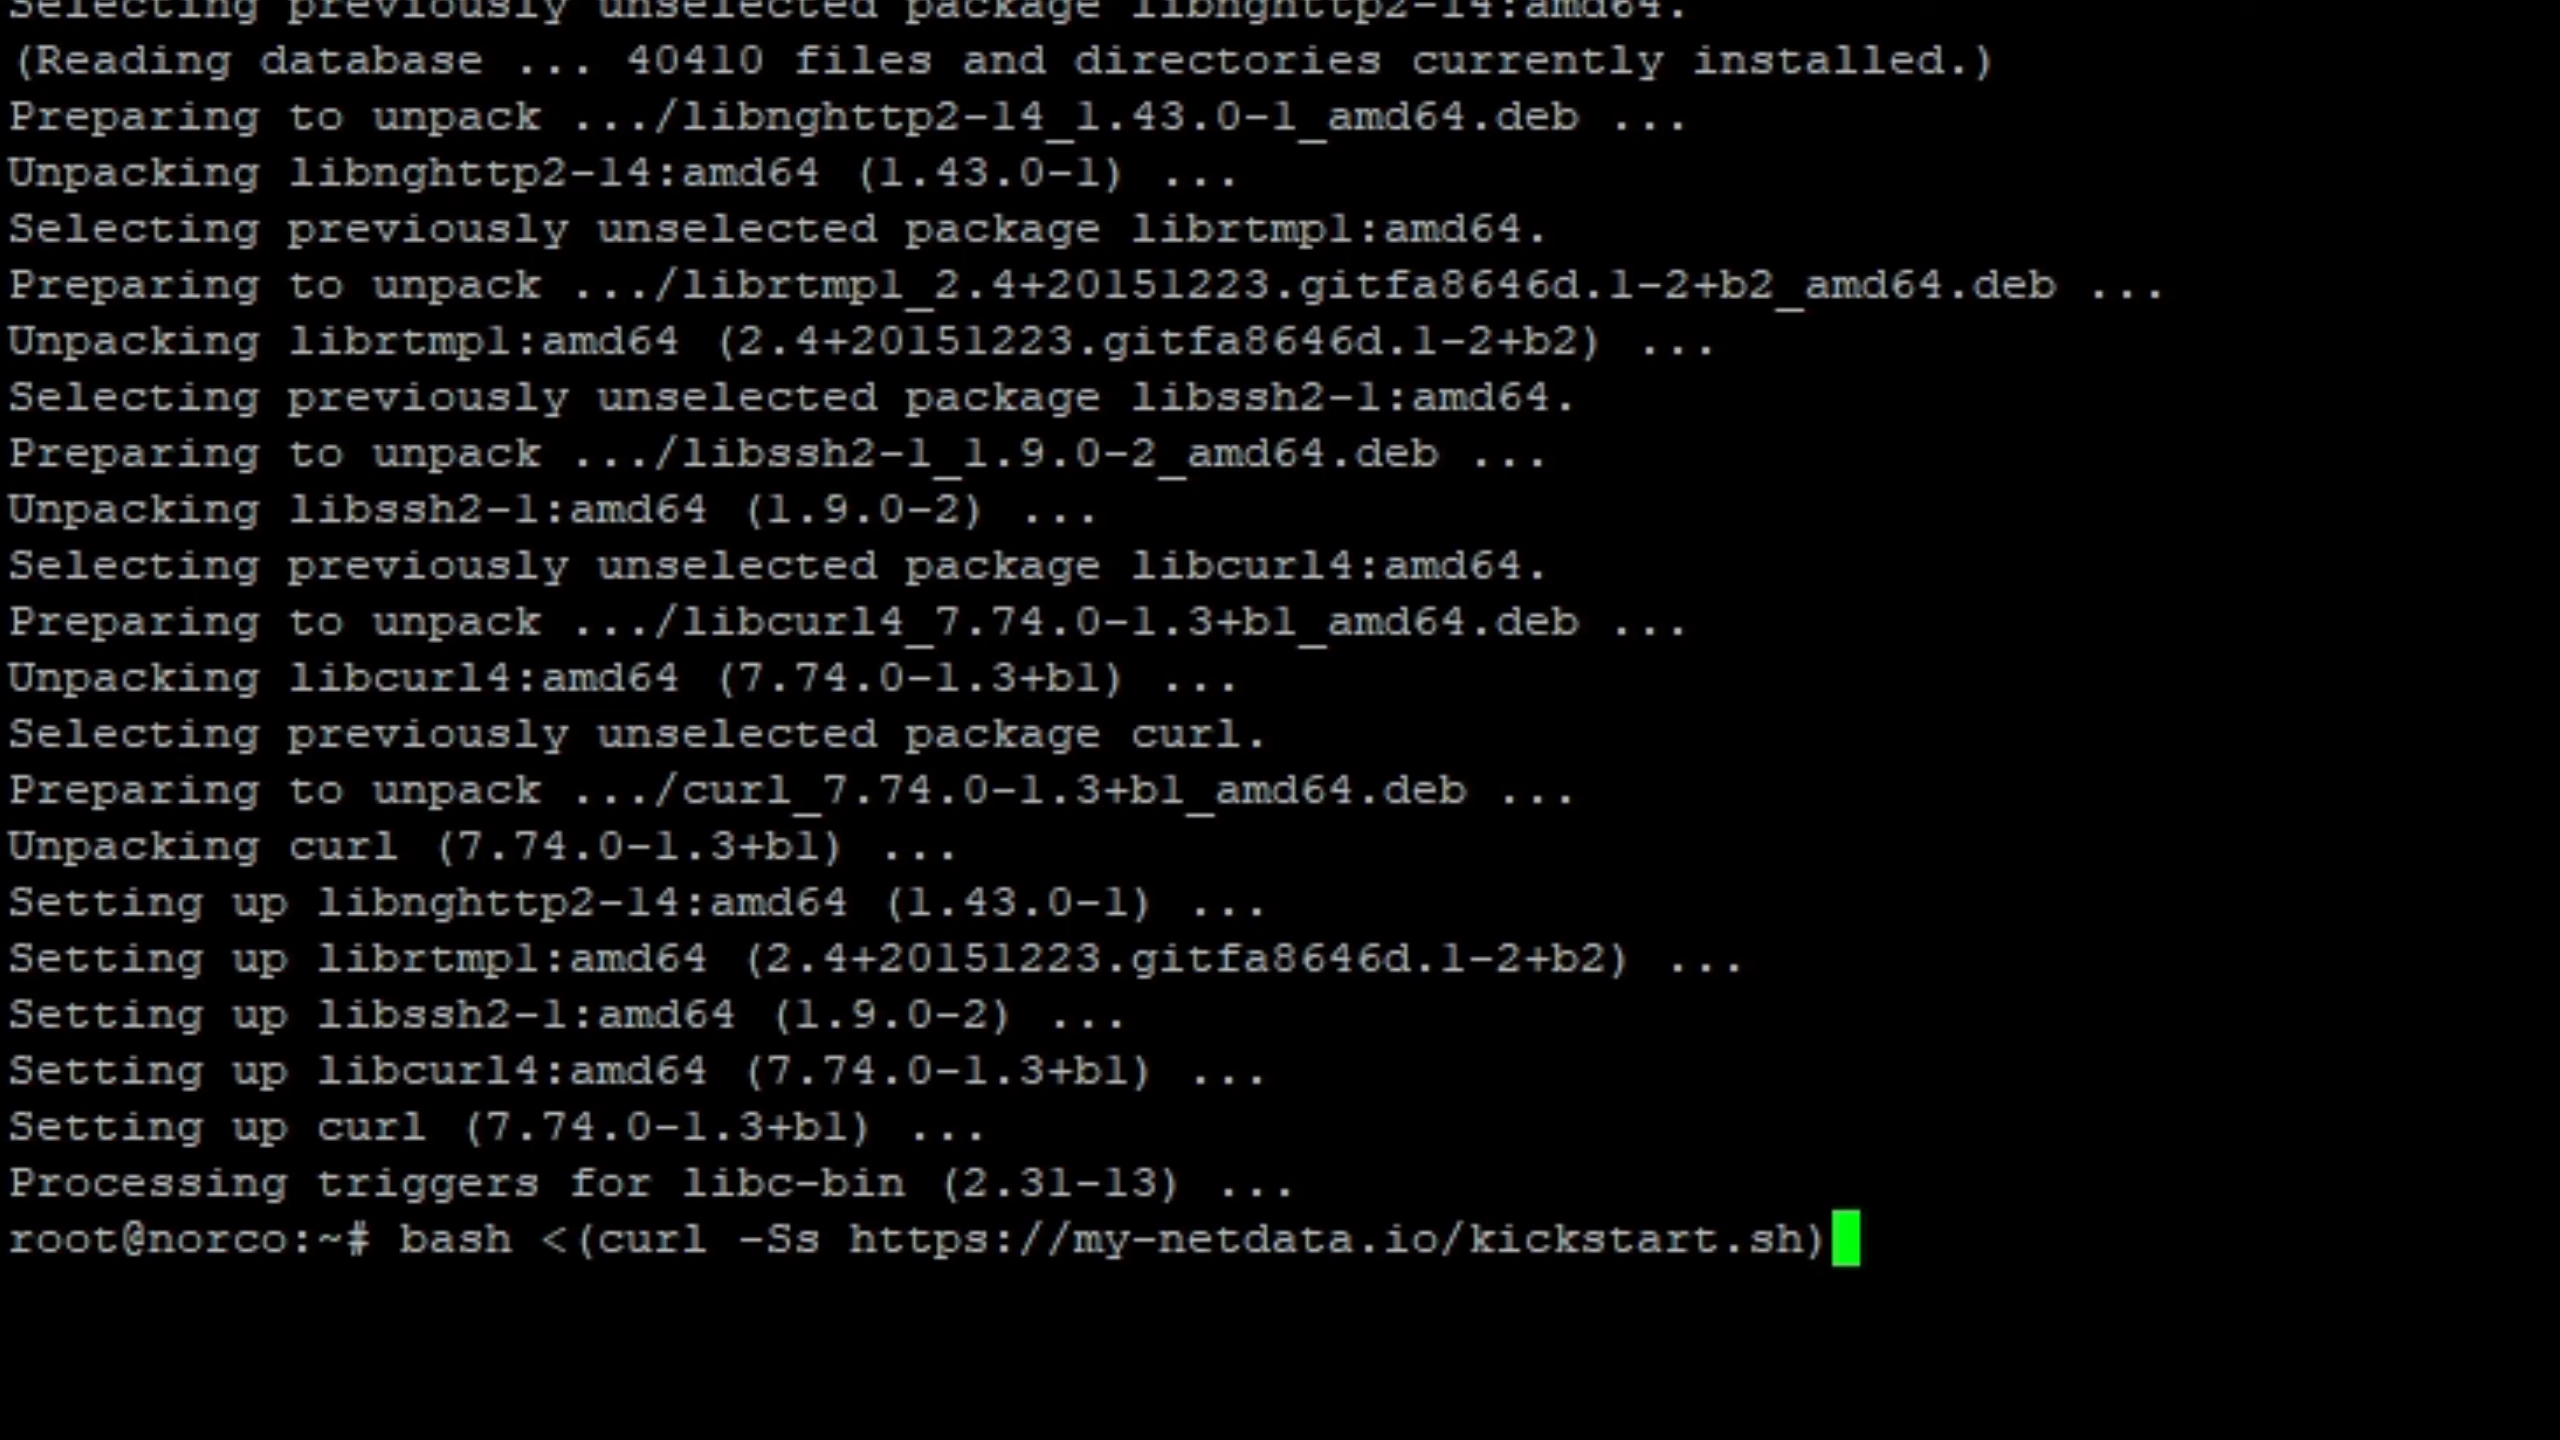 Selecting previously unselected package libnghttp2-14:amd64.
(Reading database ... 40410 files and directories currently installed.)
Preparing to unpack .../libnghttp2-14_1.43.0-1_amd64.deb ...
Unpacking libnghttp2-14:amd64 (1.43.0-1) ...
Selecting previously unselected package librtmp1:amd64.
Preparing to unpack .../librtmp1_2.4+20151223.gitfa8646d.1-2+b2_amd64.deb ...
Unpacking librtmp1:amd64 (2.4+20151223.gitfa8646d.1-2+b2) ...
Selecting previously unselected package libssh2-1:amd64.
Preparing to unpack .../libssh2-1_1.9.0-2_amd64.deb ...
Unpacking libssh2-1:amd64 (1.9.0-2) ...
Selecting previously unselected package libcurl4:amd64.
Preparing to unpack .../libcurl4_7.74.0-1.3+b1_amd64.deb ...
Unpacking libcurl4:amd64 (7.74.0-1.3+b1) ...
Selecting previously unselected package curl.
Preparing to unpack .../curl_7.74.0-1.3+b1_amd64.deb ...
Unpacking curl (7.74.0-1.3+b1) ...
Setting up libnghttp2-14:amd64 (1.43.0-1) ...
Setting up librtmp1:amd64 (2.4+20151223.gitfa8646d.1-2+b2) ...
Setting up libssh2-1:amd64 (1.9.0-2) ...
Setting up libcurl4:amd64 (7.74.0-1.3+b1) ...
Setting up curl (7.74.0-1.3+b1) ...
Processing triggers for libc-bin (2.31-13) ...
root@norco:~# bash <(curl -Ss https://my-netdata.io/kickstart.sh)